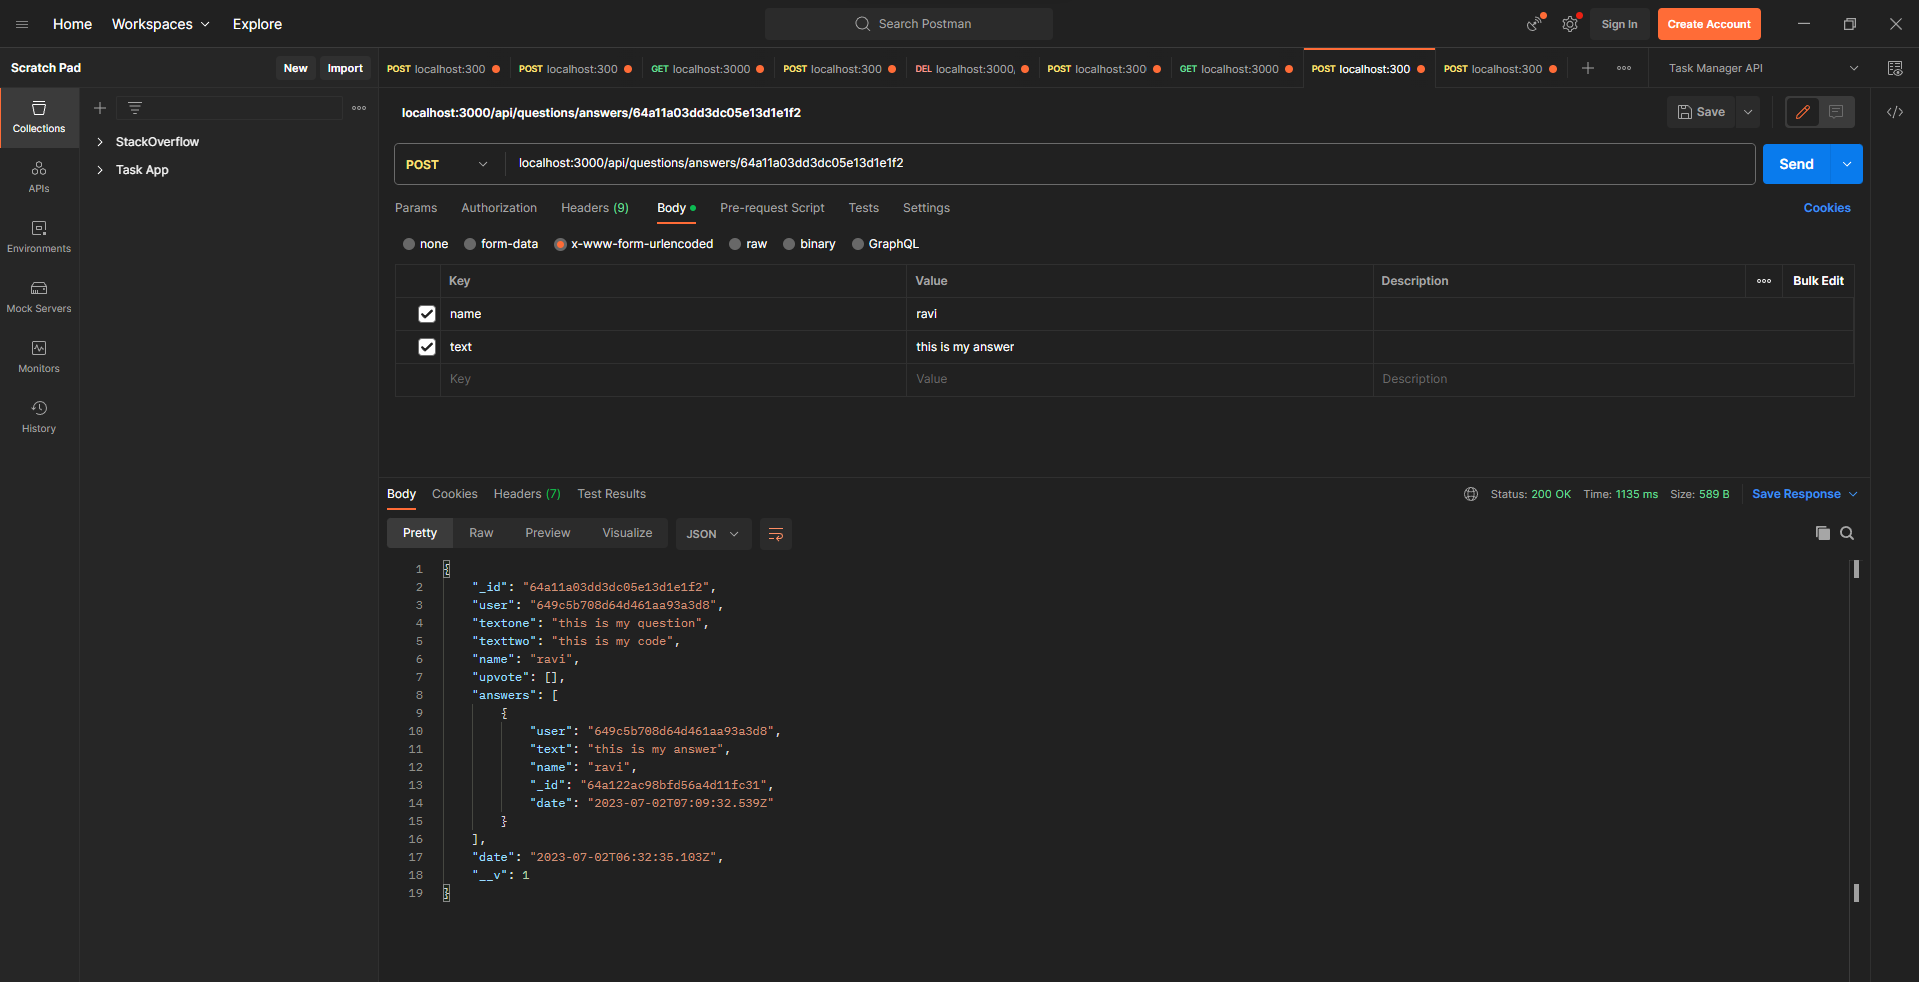 Home Workspaces Explore Search Postman Sign In Create Account
Scratch Pad New Import POST localhost:300 POST localhost:300 GET localhost:3000 POST localhost:300 DEL localhost:3000, POST localhost:300 GET localhost:3000 POST localhost:300 POST localhost:300 Task Manager API
Collections
APIs
Environments
Mock Servers
Monitors
History
StackOverflow
Task App
localhost:3000/api/questions/answers/64a11a03dd3dc05e13d1e1f2 Save
POST localhost:3000/api/questions/answers/64a11a03dd3dc05e13d1e1f2 Send
Params Authorization Headers (9) Body Pre-request Script Tests Settings Cookies
none form-data x-www-form-urlencoded raw binary GraphQL
Key Value Description Bulk Edit
name ravi
text this is my answer
Key Value Description
Body Cookies Headers (7) Test Results Status: 200 OK Time: 1135 ms Size: 589 B Save Response
Pretty Raw Preview Visualize JSON
1 {
2 "_id": "64a11a03dd3dc05e13d1e1f2",
3 "user": "649c5b708d64d461aa93a3d8",
4 "textone": "this is my question",
5 "texttwo": "this is my code",
6 "name": "ravi",
7 "upvote": [],
8 "answers": [
9 {
10 "user": "649c5b708d64d461aa93a3d8",
11 "text": "this is my answer",
12 "name": "ravi",
13 "_id": "64a122ac98bfd56a4d11fc31",
14 "date": "2023-07-02T07:09:32.539Z"
15 }
16 ],
17 "date": "2023-07-02T06:32:35.103Z",
18 "__v": 1
19 }